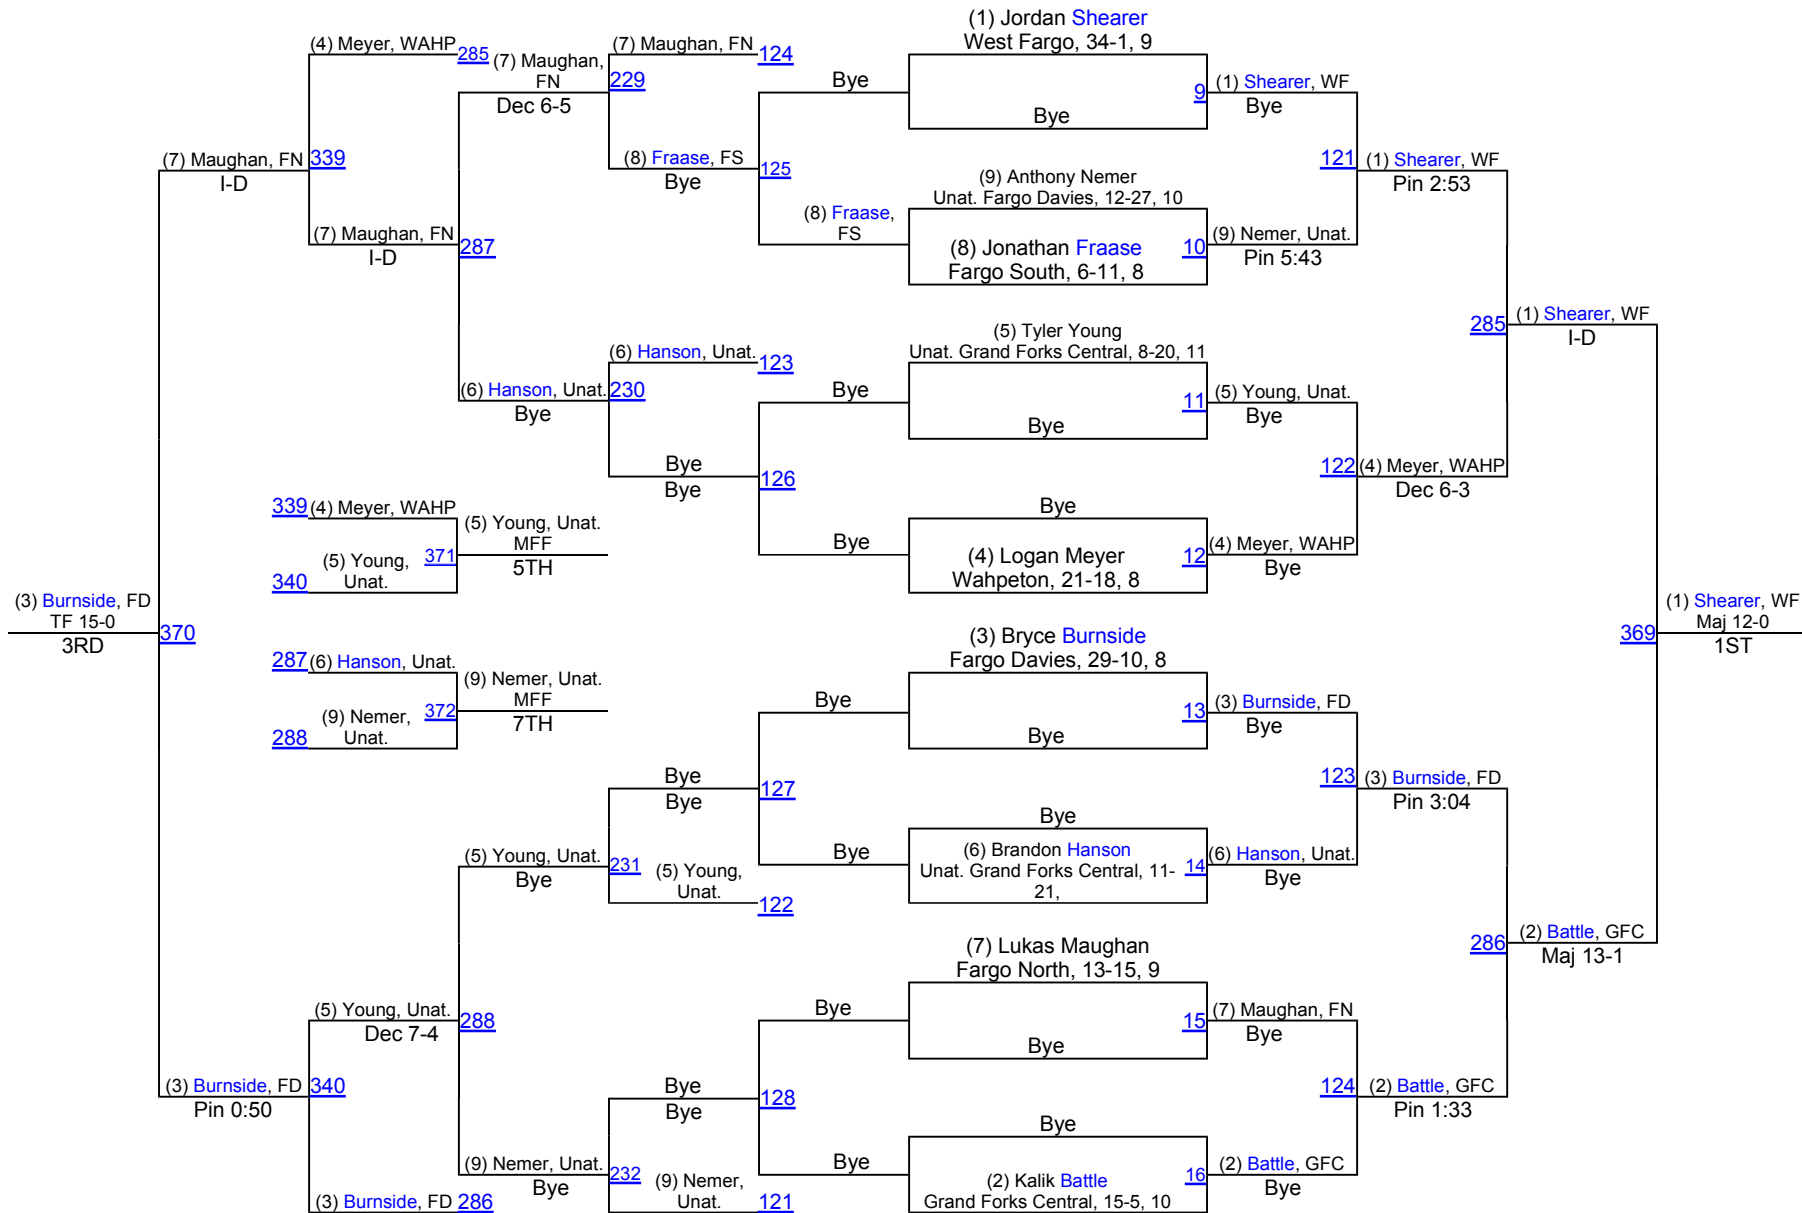 (1) Jordan Shearer
West Fargo, 34-1, 9
(4) Meyer, WAHP
285
(7) Maughan,
FN
Dec 6-5
(7) Maughan, FN
124
229
Bye
9
(1) Shearer, WF
Bye
Bye
(7) Maughan, FN
I-D
339
(8) Fraase, FS
Bye
125
121
(1) Shearer, WF
Pin 2:53
(9) Anthony Nemer
Unat. Fargo Davies, 12-27, 10
(8) Fraase,
FS
(7) Maughan, FN
I-D
287
(8) Jonathan Fraase
Fargo South, 6-11, 8
10
(9) Nemer, Unat.
Pin 5:43
(5) Tyler Young
Unat. Grand Forks Central, 8-20, 11
285
(1) Shearer, WF
I-D
(6) Hanson, Unat.
123
(6) Hanson, Unat.
Bye
230
Bye
11
(5) Young, Unat.
Bye
Bye
Bye
Bye
126
122
(4) Meyer, WAHP
Dec 6-3
339
(4) Meyer, WAHP
(5) Young, Unat.
MFF
5TH
Bye
Bye
(5) Young,
Unat.
371
340
(4) Logan Meyer
Wahpeton, 21-18, 8
12
(4) Meyer, WAHP
Bye
(3) Burnside, FD
TF 15-0
3RD
370
369
(1) Shearer, WF
Maj 12-0
1ST
(3) Bryce Burnside
Fargo Davies, 29-10, 8
287
(6) Hanson, Unat.
(9) Nemer, Unat.
MFF
7TH
(9) Nemer,
Unat.
372
288
Bye
13
(3) Burnside, FD
Bye
Bye
Bye
Bye
127
123
(3) Burnside, FD
Pin 3:04
Bye
(5) Young, Unat.
Bye
231
(5) Young,
Unat.
122
Bye
(6) Brandon Hanson
Unat. Grand Forks Central, 11-
21,
14
(6) Hanson, Unat.
Bye
(7) Lukas Maughan
Fargo North, 13-15, 9
286
(2) Battle, GFC
Maj 13-1
(5) Young, Unat.
Dec 7-4
288
Bye
15
(7) Maughan, FN
Bye
Bye
(3) Burnside, FD
Pin 0:50
340
Bye
Bye
128
124
(2) Battle, GFC
Pin 1:33
Bye
(9) Nemer, Unat.
Bye
232
(9) Nemer,
Unat.
121
Bye
(2) Kalik Battle
Grand Forks Central, 15-5, 10
16
(2) Battle, GFC
Bye
(3) Burnside, FD
286